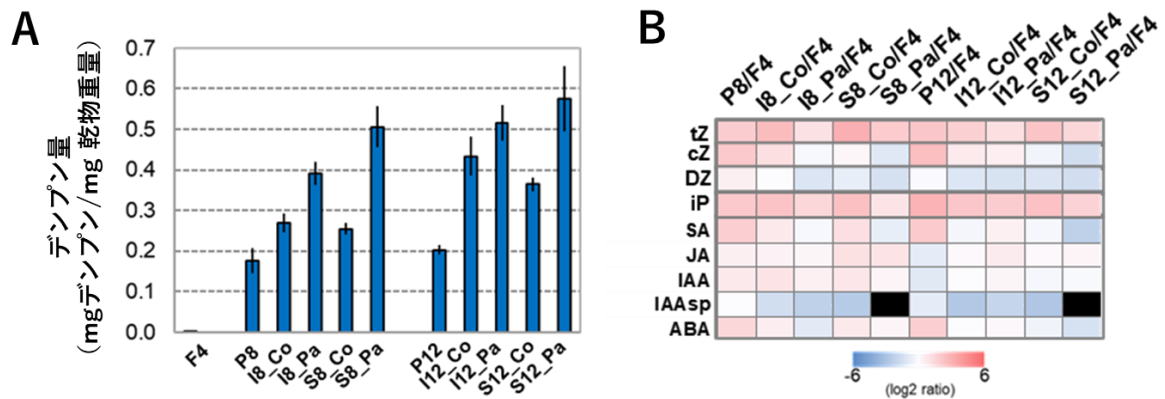 A
デンプン量
(mgデンプン/mg 乾物重量)
0.7
0.6
0.5
0.4
0.3
0.2
0.1
0.0
F4
P8
I8_Co
I8_Pa
S8_Co
S8_Pa
P12
I12_Co
I12_Pa
S12_Co
S12_Pa
B
P8/F4
I8_Co/F4
I8_Pa/F4
S8_Co/F4
S8_Pa/F4
P12/F4
I12_Co/F4
I12_Pa/F4
S12_Co/F4
S12_Pa/F4
tZ
cZ
DZ
iP
SA
JA
IAA
IAAsp
ABA
-6
6
(log2 ratio)